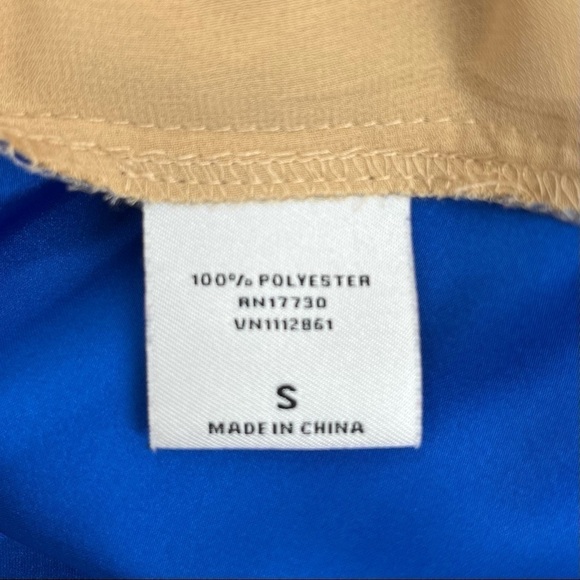 100% POLYESTER
RN17730
VN1112861
S
MADE IN CHINA